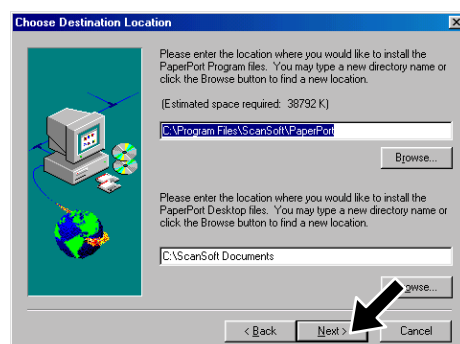 Choose Destination Location
Please enter the location where you would like to install the
PaperPort Program files. You may type a new directory name or
click the Browse button to find a new location.
(Estimated space required: 38792 K)
C:\Program Files\ScanSoft\PaperPort
Browse...
Please enter the location where you would like to install the
PaperPort Desktop files. You may type a new directory name or
click the Browse button to find a new location.
C:\ScanSoft Documents
owse...
< Back
Next >
Cancel